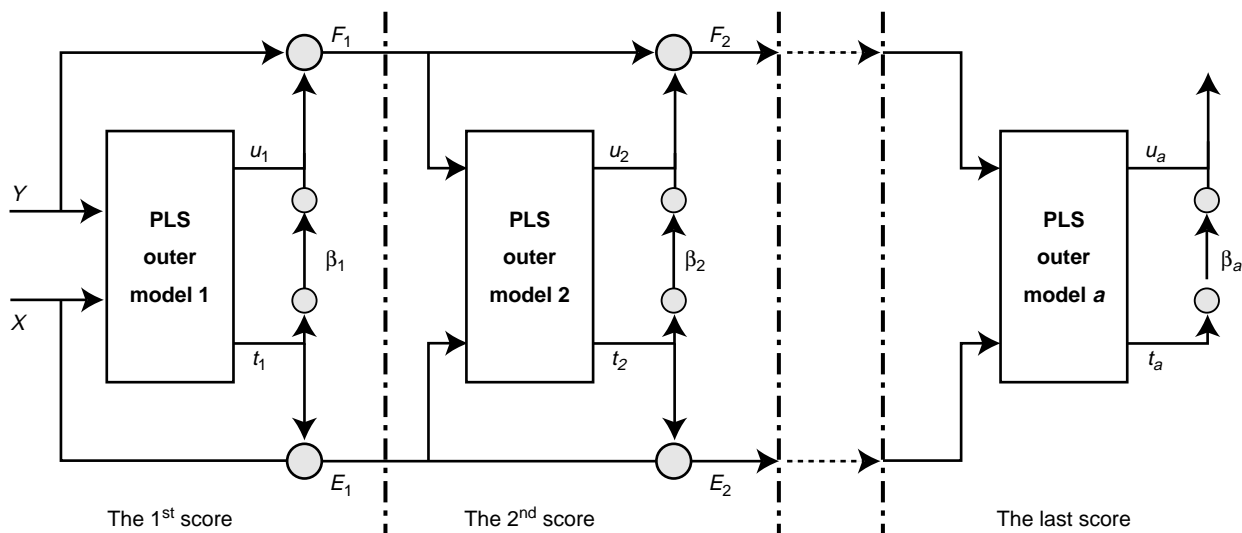 F₁
F₂
u₁
u₂
uₐ
Y
PLS
outer
model 1
β₁
PLS
outer
model 2
β₂
PLS
outer
model a
βₐ
X
t₁
t₂
tₐ
E₁
E₂
The 1ˢᵗ score
The 2ⁿᵈ score
The last score